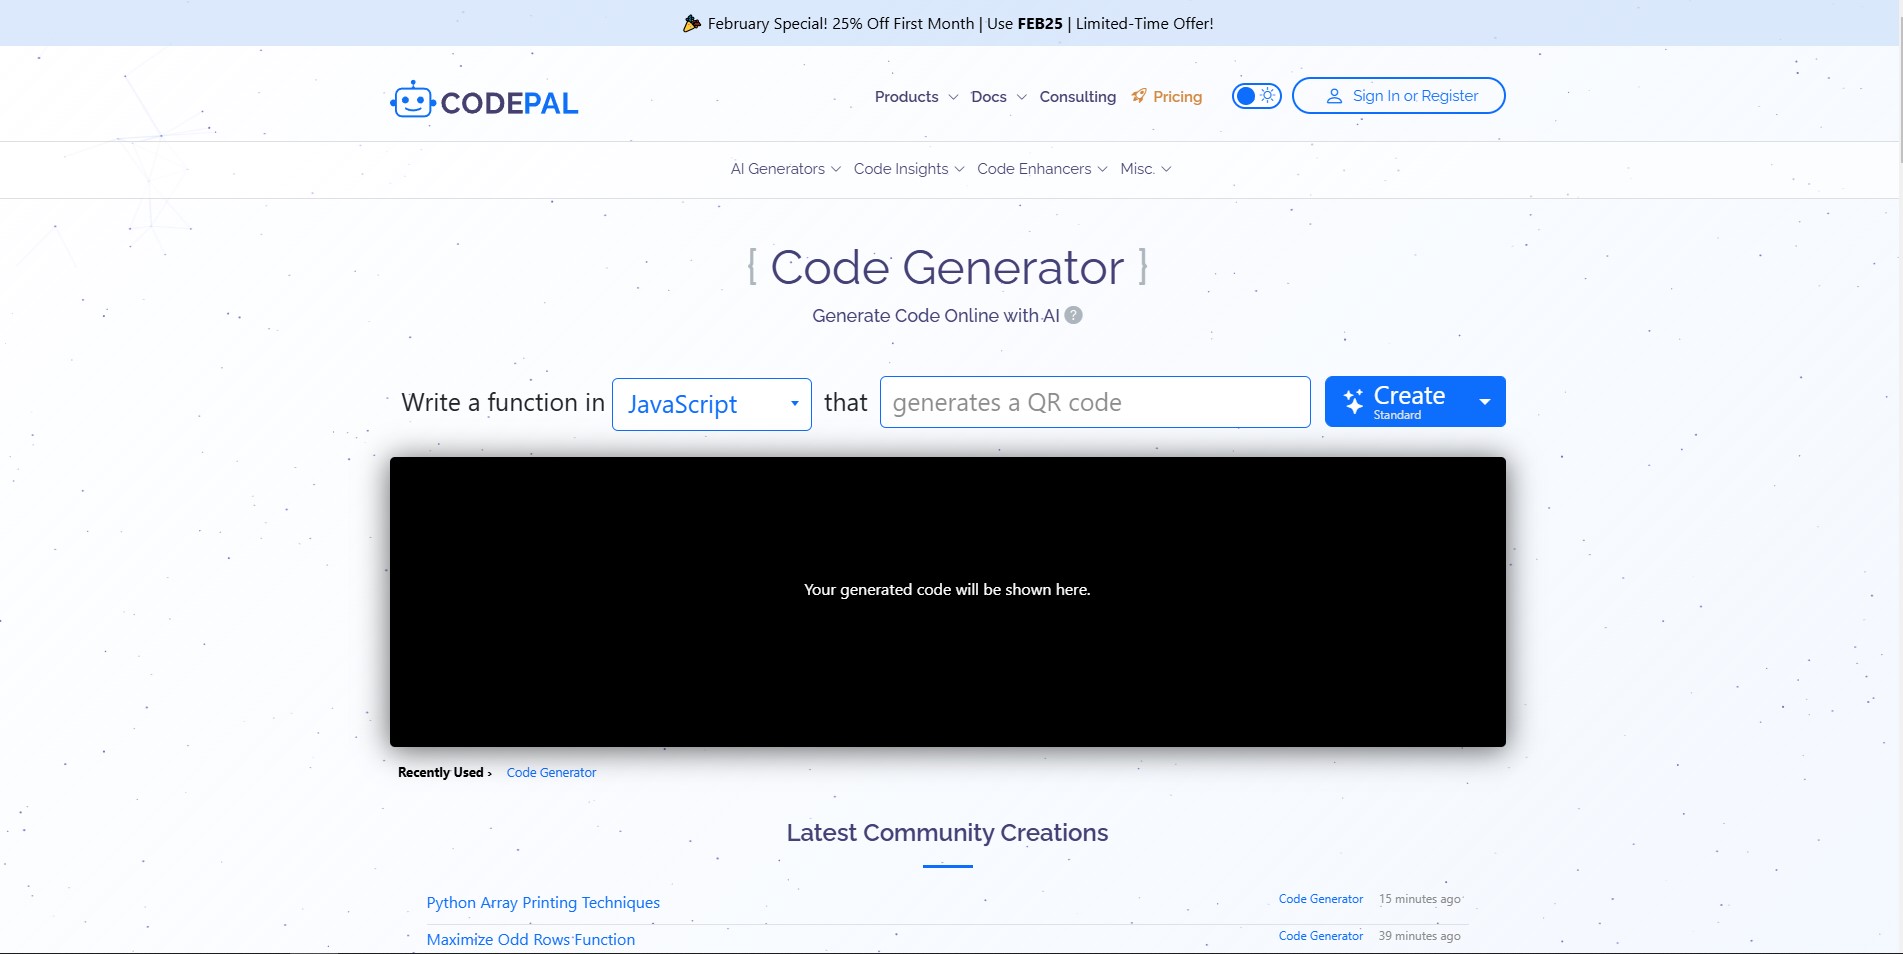 February Special! 25% Off First Month | Use FEB25 | Limited-Time Offer!
CODEPAL
Products Docs Consulting Pricing Sign In or Register
AI Generators Code Insights Code Enhancers Misc.
{ Code Generator }
Generate Code Online with AI ?
Write a function in JavaScript that generates a QR code Create
Standard
Your generated code will be shown here.
Recently Used › Code Generator
Latest Community Creations
Python Array Printing Techniques Code Generator 15 minutes ago
Maximize Odd Rows Function Code Generator 39 minutes ago